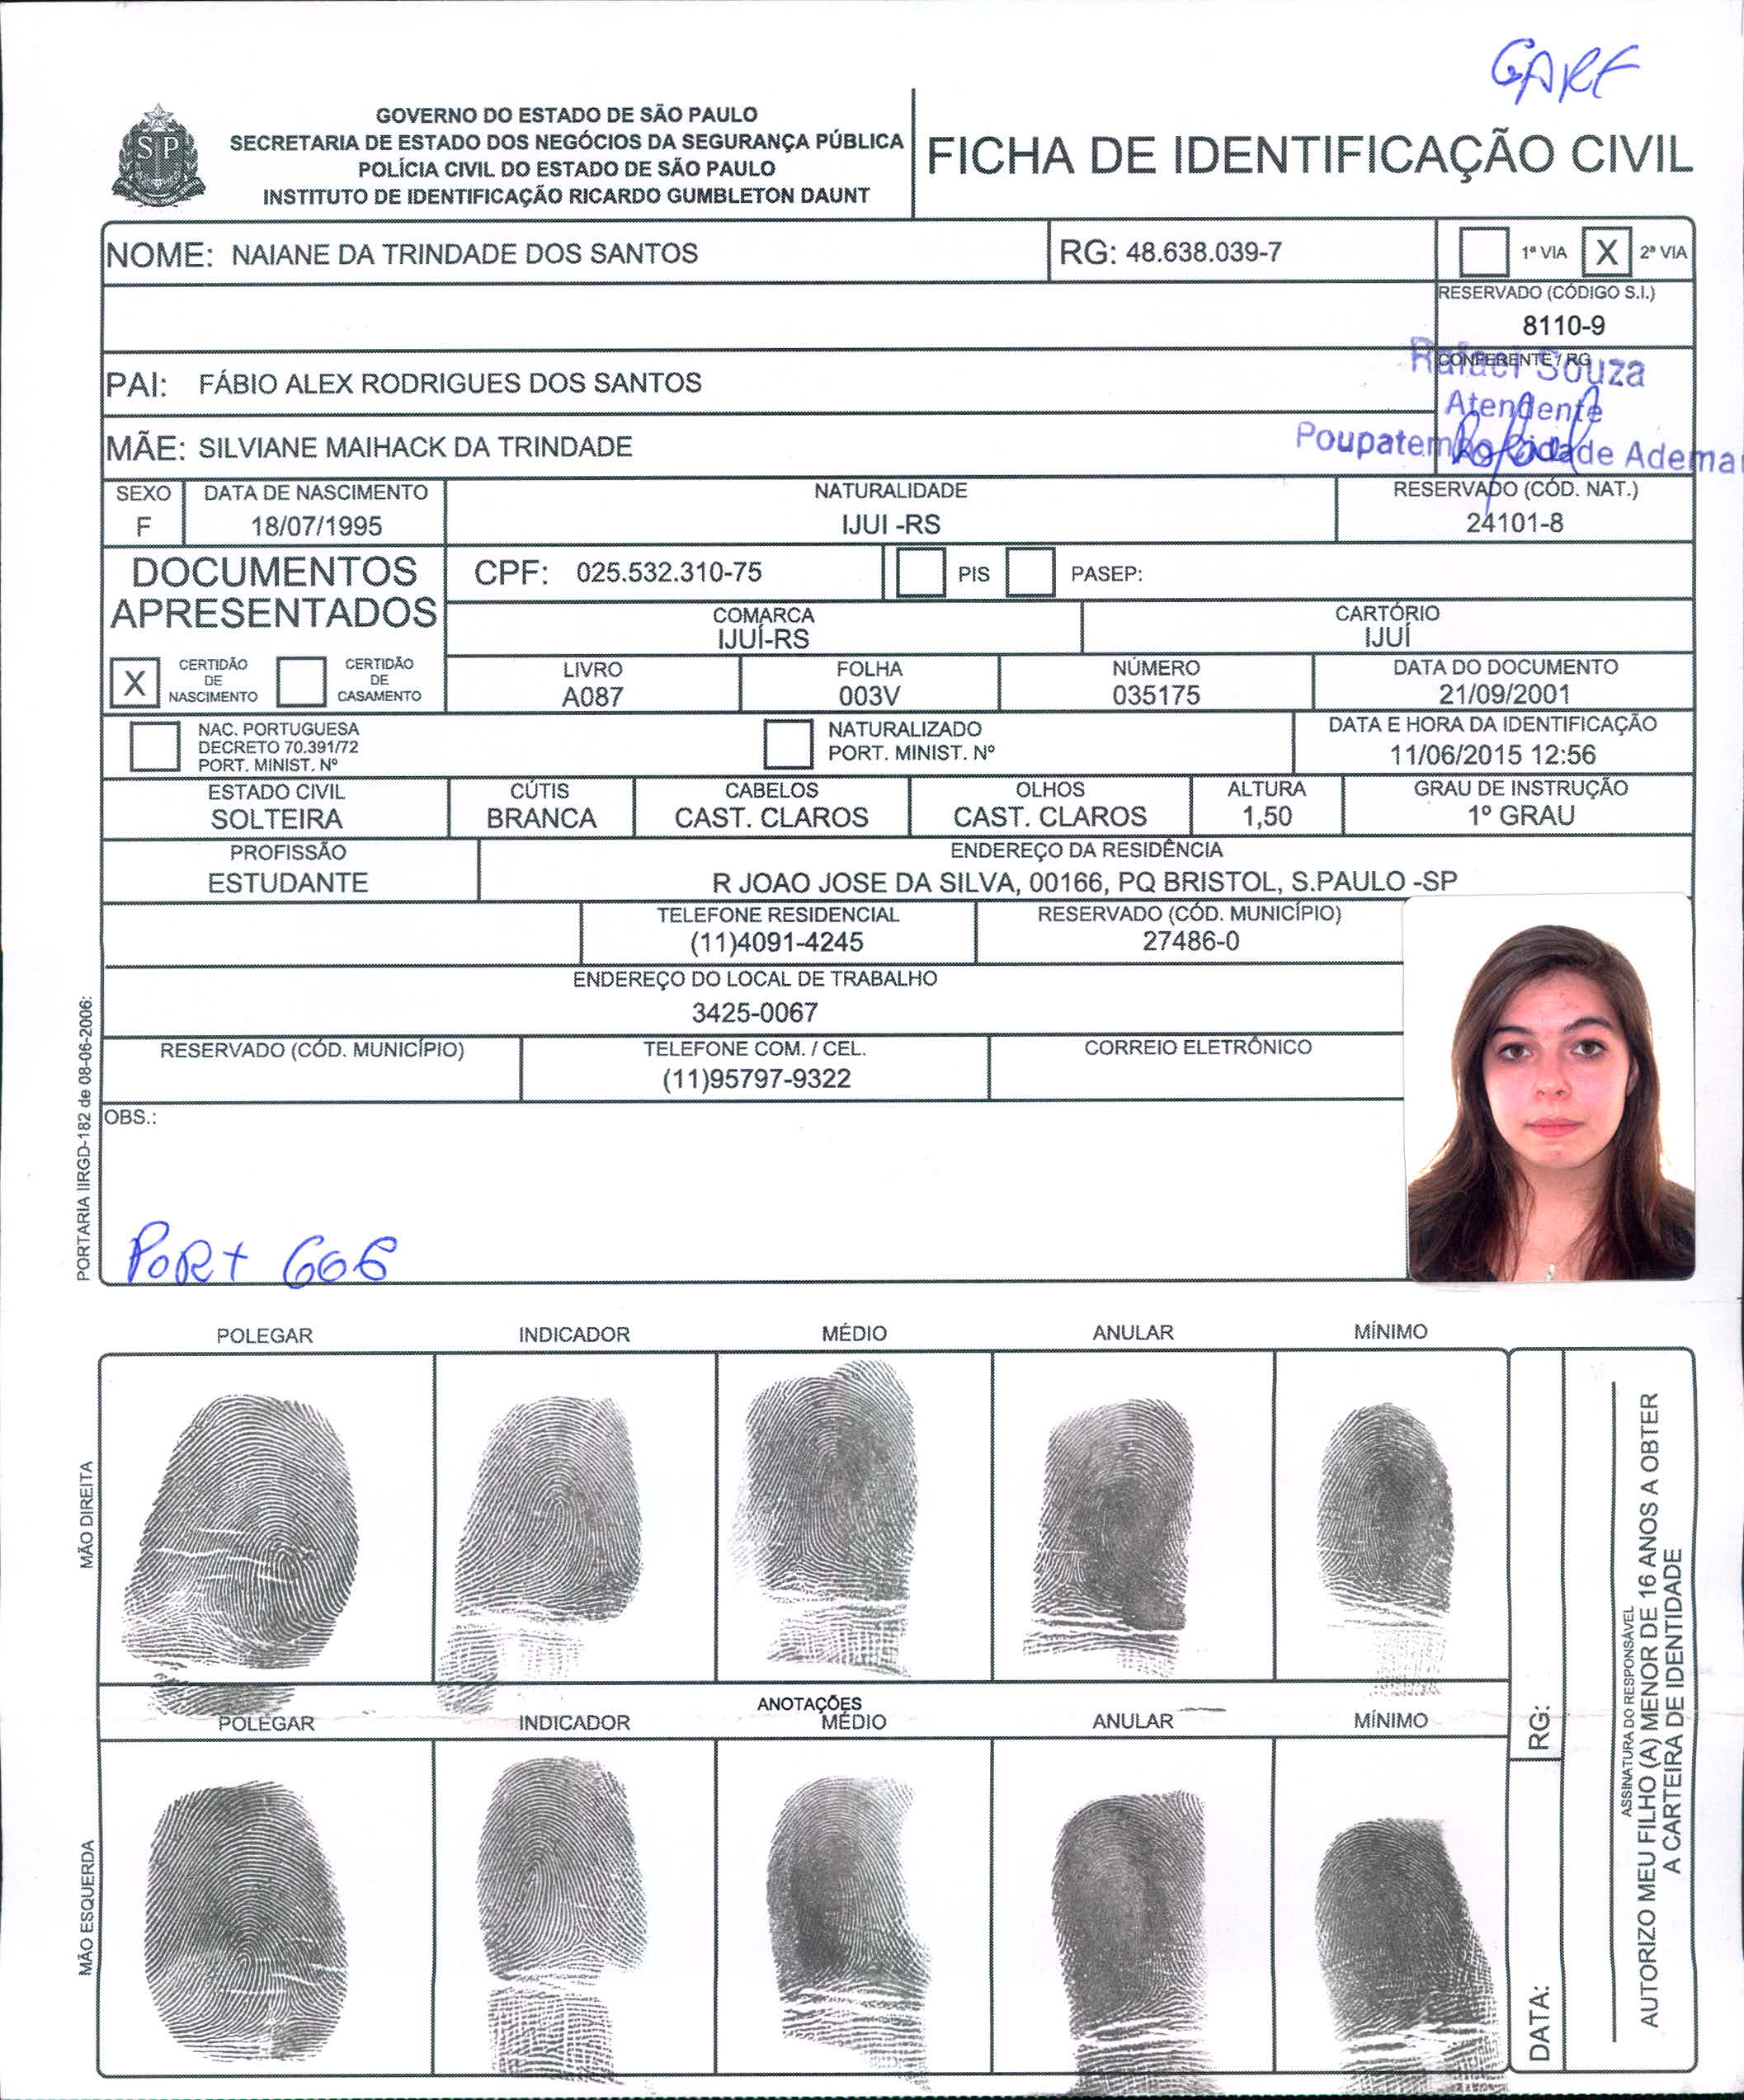 GARF
GOVERNO DO ESTADO DE SÃO PAULO
SECRETARIA DE ESTADO DOS NEGÓCIOS DA SEGURANÇA PÚBLICA
POLÍCIA CIVIL DO ESTADO DE SÃO PAULO
INSTITUTO DE IDENTIFICAÇÃO RICARDO GUMBLETON DAUNT
SP
FICHA DE IDENTIFICAÇÃO CIVIL
NOME: NAIANE DA TRINDADE DOS SANTOS
RG: 48.638.039-7
1ª VIA X 2ª VIA
RESERVADO (CÓDIGO S.I.)
8110-9
PAI: FÁBIO ALEX RODRIGUES DOS SANTOS
CONFERENTE / RG
Rafael Souza
Atendente
Poupatempo Cidade Ademar
MÃE: SILVIANE MAIHACK DA TRINDADE
SEXO
F
DATA DE NASCIMENTO
18/07/1995
NATURALIDADE
IJUI -RS
RESERVADO (CÓD. NAT.)
24101-8
DOCUMENTOS
APRESENTADOS
CPF: 025.532.310-75
PIS
PASEP:
COMARCA
IJUÍ-RS
CARTÓRIO
IJUÍ
X
CERTIDÃO
DE
NASCIMENTO
CERTIDÃO
DE
CASAMENTO
LIVRO
A087
FOLHA
003V
NÚMERO
035175
DATA DO DOCUMENTO
21/09/2001
NAC. PORTUGUESA
DECRETO 70.391/72
PORT. MINIST. Nº
NATURALIZADO
PORT. MINIST. Nº
DATA E HORA DA IDENTIFICAÇÃO
11/06/2015 12:56
ESTADO CIVIL
SOLTEIRA
CÚTIS
BRANCA
CABELOS
CAST. CLAROS
OLHOS
CAST. CLAROS
ALTURA
1,50
GRAU DE INSTRUÇÃO
1º GRAU
PROFISSÃO
ESTUDANTE
ENDEREÇO DA RESIDÊNCIA
R JOAO JOSE DA SILVA, 00166, PQ BRISTOL, S.PAULO -SP
TELEFONE RESIDENCIAL
(11)4091-4245
RESERVADO (CÓD. MUNICÍPIO)
27486-0
ENDEREÇO DO LOCAL DE TRABALHO
3425-0067
RESERVADO (CÓD. MUNICÍPIO)
TELEFONE COM. / CEL.
(11)95797-9322
CORREIO ELETRÔNICO
OBS.:
PORT 606
PORTARIA IIRGD-182 de 08-06-2006:
POLEGAR INDICADOR MÉDIO ANULAR MÍNIMO
MÃO DIREITA
ANOTAÇÕES
POLEGAR INDICADOR MÉDIO ANULAR MÍNIMO
MÃO ESQUERDA
RG:
DATA:
ASSINATURA DO RESPONSÁVEL
AUTORIZO MEU FILHO (A) MENOR DE 16 ANOS A OBTER
A CARTEIRA DE IDENTIDADE